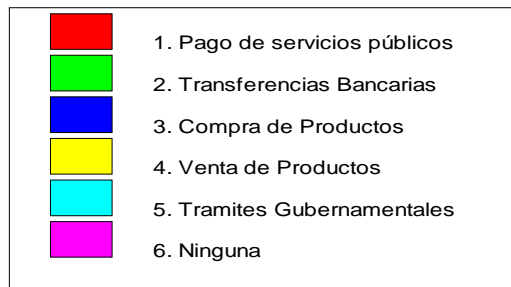 1. Pago de servicios públicos
2. Transferencias Bancarias
3. Compra de Productos
4. Venta de Productos
5. Tramites Gubernamentales
6. Ninguna